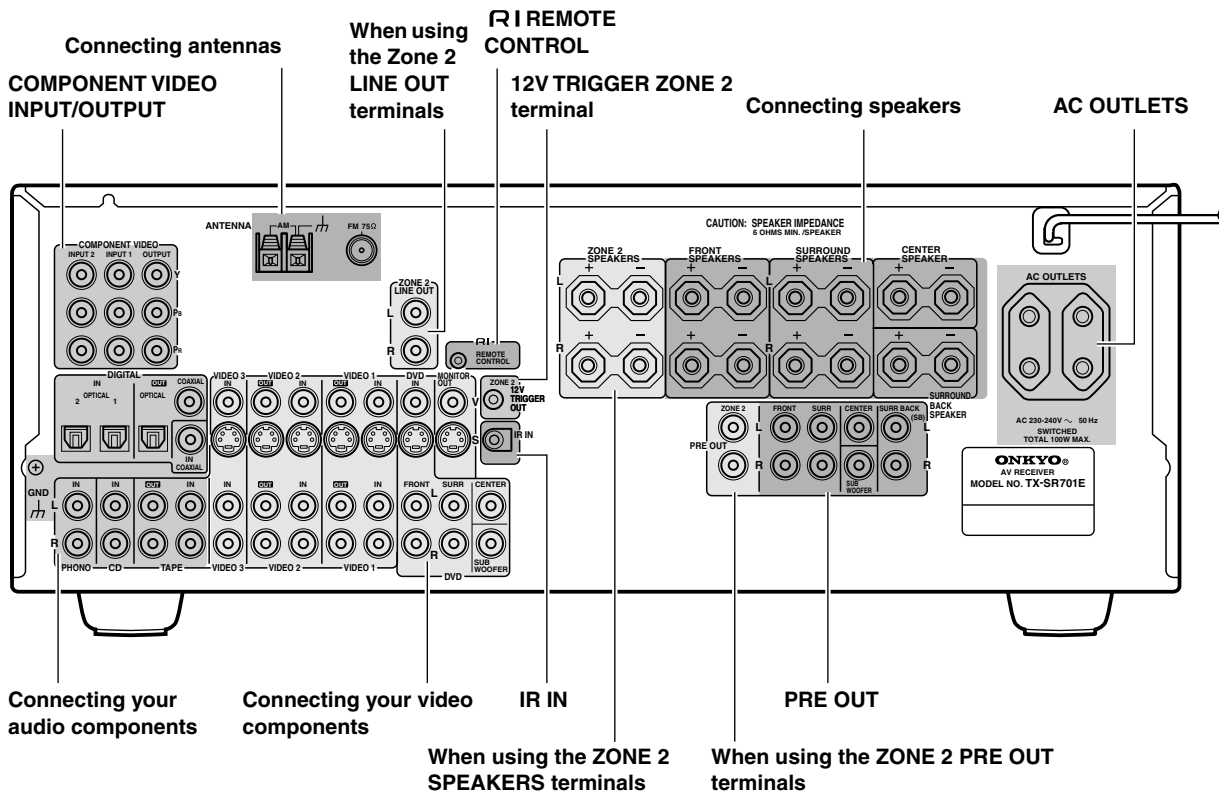 RI REMOTE
CONTROL
When using
the Zone 2
LINE OUT
terminals
Connecting antennas
COMPONENT VIDEO
INPUT/OUTPUT
12V TRIGGER ZONE 2
terminal
Connecting speakers
AC OUTLETS
ANTENNA
AM
FM 75Ω
CAUTION: SPEAKER IMPEDANCE
6 OHMS MIN./SPEAKER
COMPONENT VIDEO
INPUT 2 INPUT 1 OUTPUT
Y
PB
PR
ZONE 2
LINE OUT
L
R
RI
REMOTE
CONTROL
ZONE 2
SPEAKERS
FRONT
SPEAKERS
SURROUND
SPEAKERS
CENTER
SPEAKER
+ − + − + − + −
L L
+ − + − + − + −
R R
SURROUND
BACK
SPEAKER
AC OUTLETS
AC 230-240V ~ 50 Hz
SWITCHED
TOTAL 100W MAX.
DIGITAL
IN OUT COAXIAL
OPTICAL OPTICAL
2 1
IN
COAXIAL
VIDEO 3 VIDEO 2 VIDEO 1 DVD MONITOR
OUT
IN OUT IN OUT IN IN
V
S
ZONE 2
12V
TRIGGER
OUT
IR IN
ZONE 2 FRONT SURR CENTER SURR BACK
(SB)
PRE OUT
L L
R R
SUB
WOOFER
ONKYO®
AV RECEIVER
MODEL NO. TX-SR701E
GND
IN IN OUT IN IN OUT IN OUT IN FRONT SURR CENTER
L L
R R
SUB
WOOFER
PHONO CD TAPE VIDEO 3 VIDEO 2 VIDEO 1 DVD
Connecting your
audio components
Connecting your video
components
IR IN
PRE OUT
When using the ZONE 2
SPEAKERS terminals
When using the ZONE 2 PRE OUT
terminals